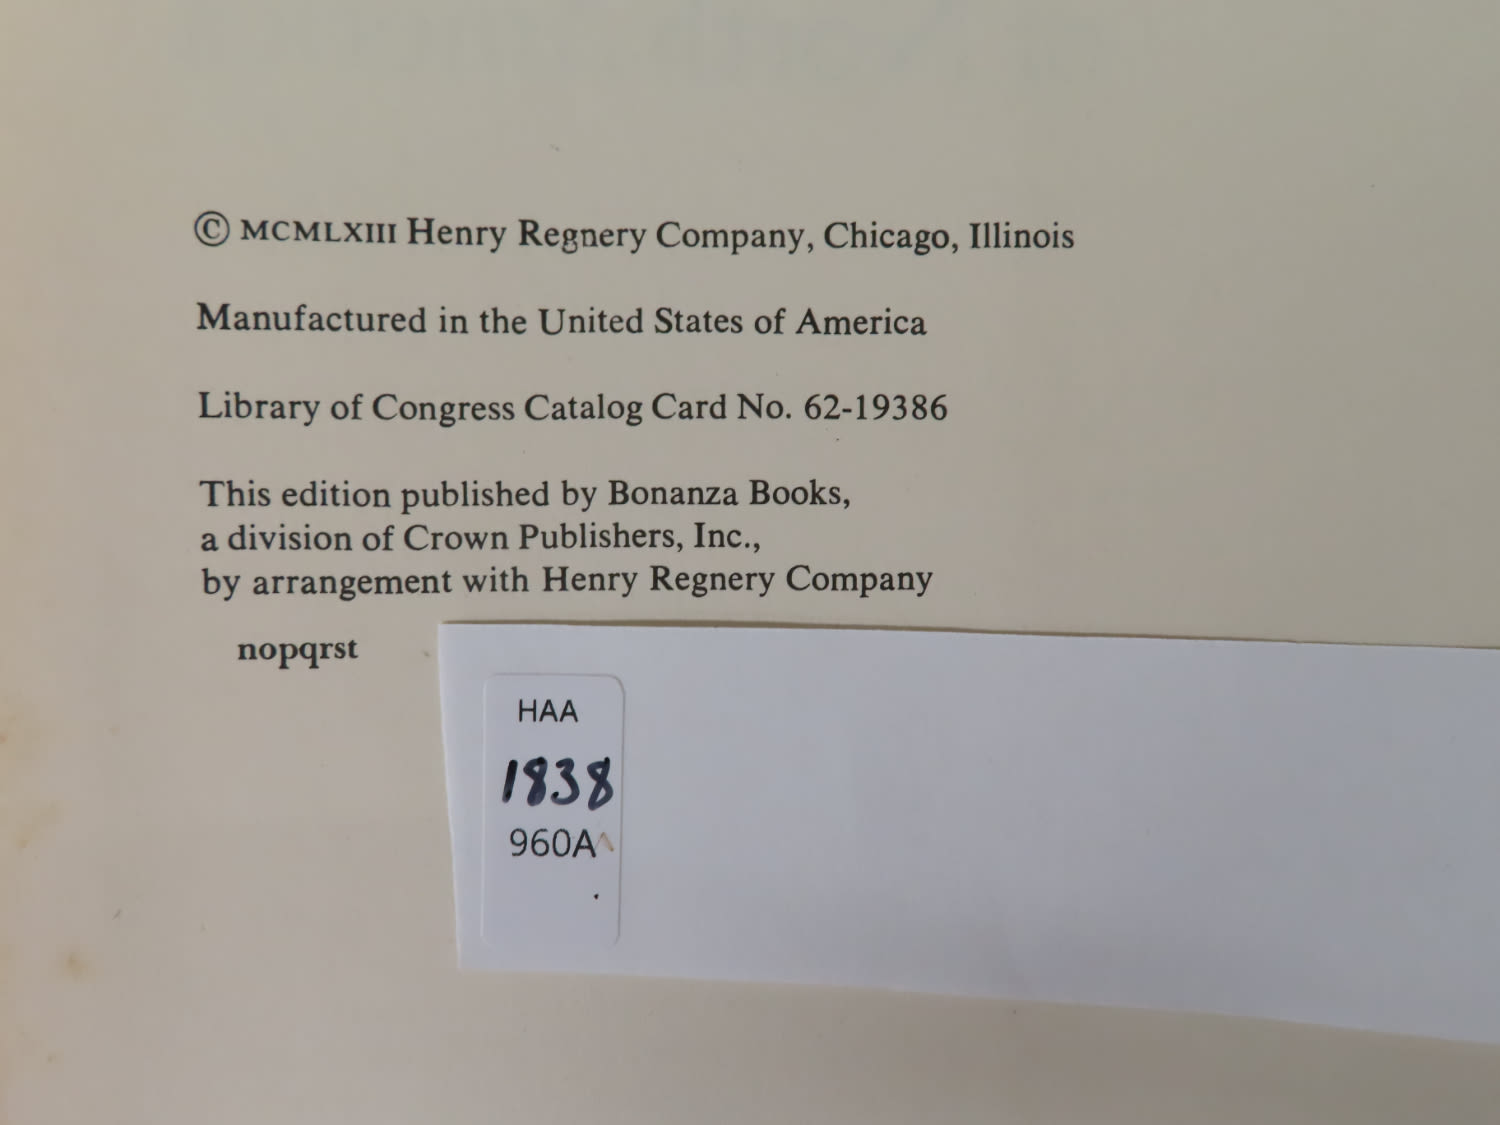 © MCMLXIII Henry Regnery Company, Chicago, Illinois
Manufactured in the United States of America
Library of Congress Catalog Card No. 62-19386
This edition published by Bonanza Books,
a division of Crown Publishers, Inc.,
by arrangement with Henry Regnery Company
nopqrst
HAA
1838
960A